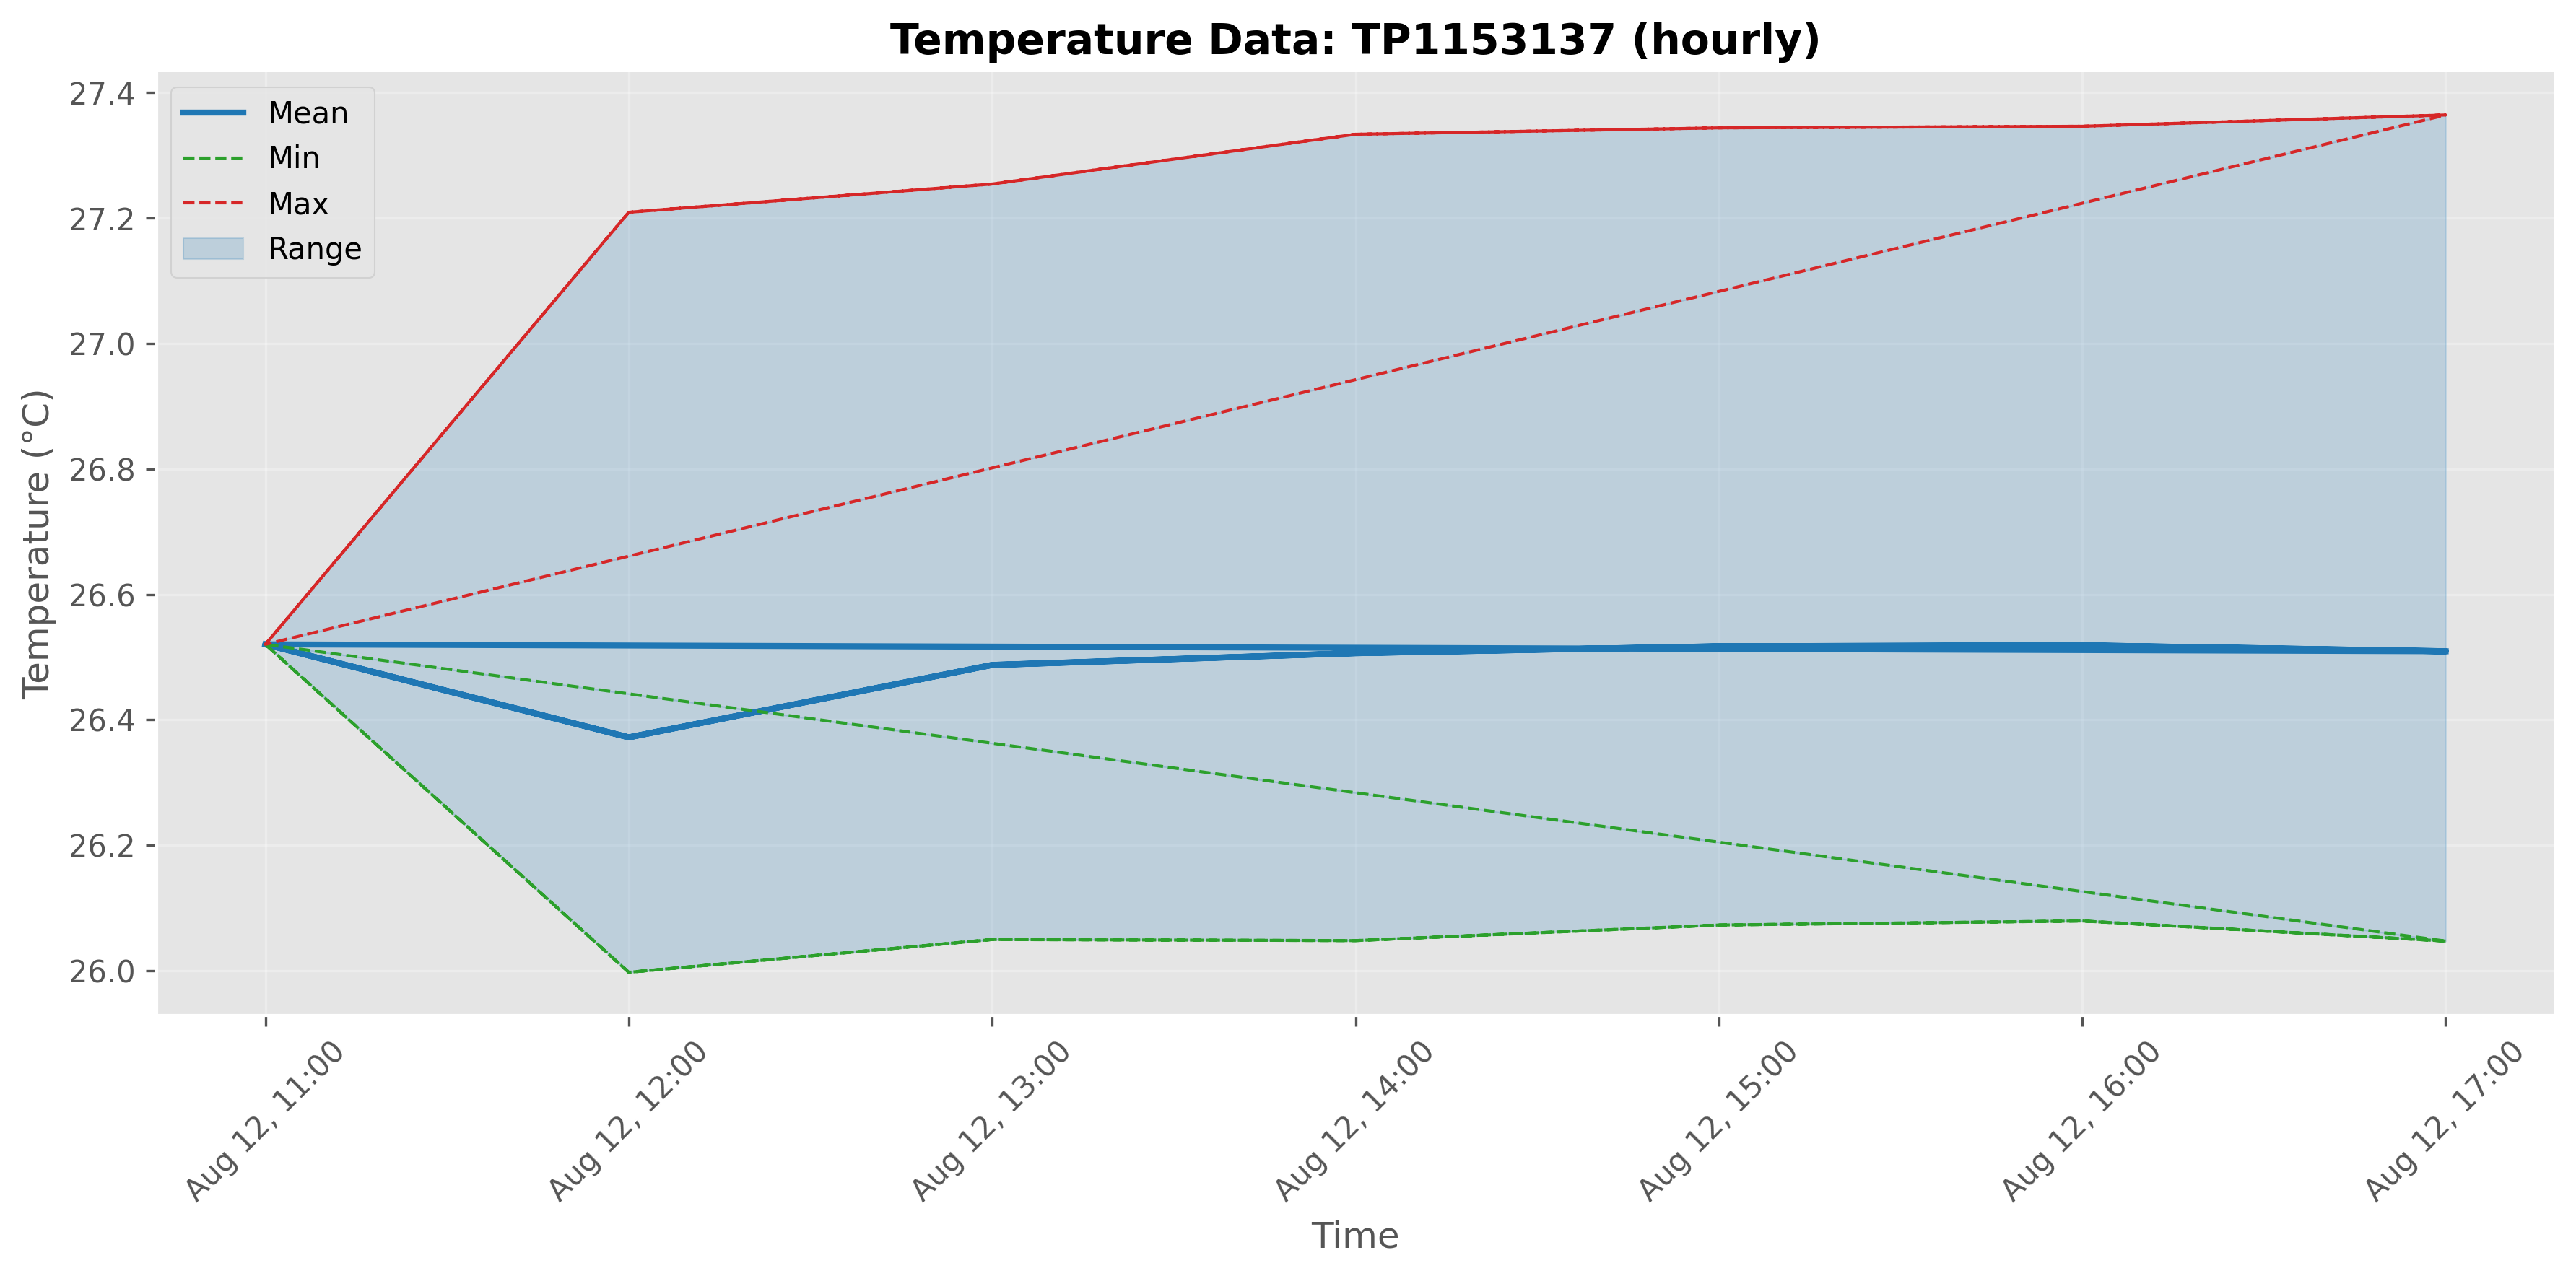 Temperature Data: TP1153137 (hourly)
Mean
Min
Max
Range
Temperature (°C)
27.4
27.2
27.0
26.8
26.6
26.4
26.2
26.0
Aug 12, 11:00
Aug 12, 12:00
Aug 12, 13:00
Aug 12, 14:00
Aug 12, 15:00
Aug 12, 16:00
Aug 12, 17:00
Time